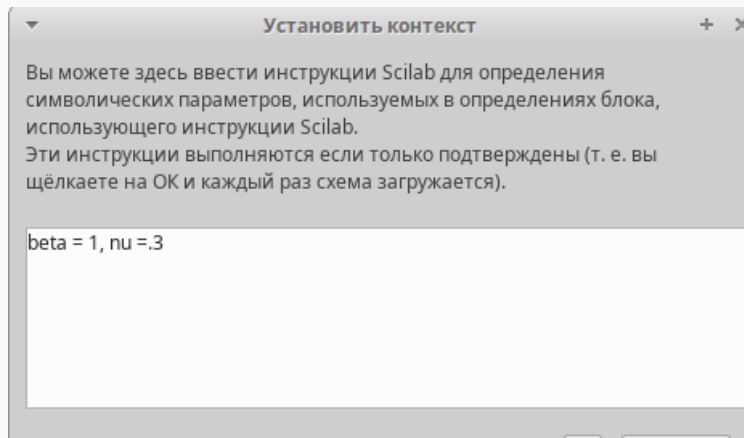 Установить контекст
Вы можете здесь ввести инструкции Scilab для определения
символических параметров, используемых в определениях блока,
использующего инструкции Scilab.
Эти инструкции выполняются если только подтверждены (т. е. вы
щёлкаете на ОК и каждый раз схема загружается).
beta = 1, nu =.3